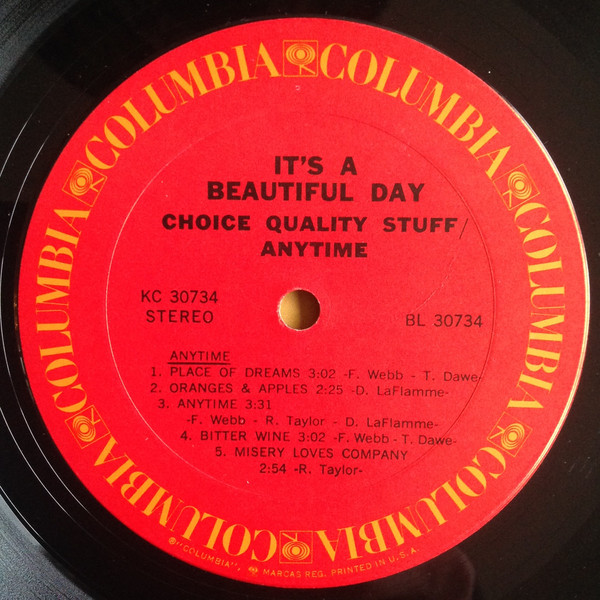 COLUMBIA COLUMBIA COLUMBIA COLUMBIA COLUMBIA COLUMBIA COLUMBIA COLUMBIA
IT'S A
BEAUTIFUL DAY
CHOICE QUALITY STUFF/
ANYTIME
KC 30734
STEREO
BL 30734
ANYTIME
1. PLACE OF DREAMS 3:02 -F. Webb - T. Dawe-
2. ORANGES & APPLES 2:25 -D. LaFlamme-
3. ANYTIME 3:31
-F. Webb - R. Taylor - D. LaFlamme-
4. BITTER WINE 3:02 -F. Webb - T. Dawe-
5. MISERY LOVES COMPANY
2:54 -R. Taylor-
®"COLUMBIA", MARCAS REG. PRINTED IN U.S.A.